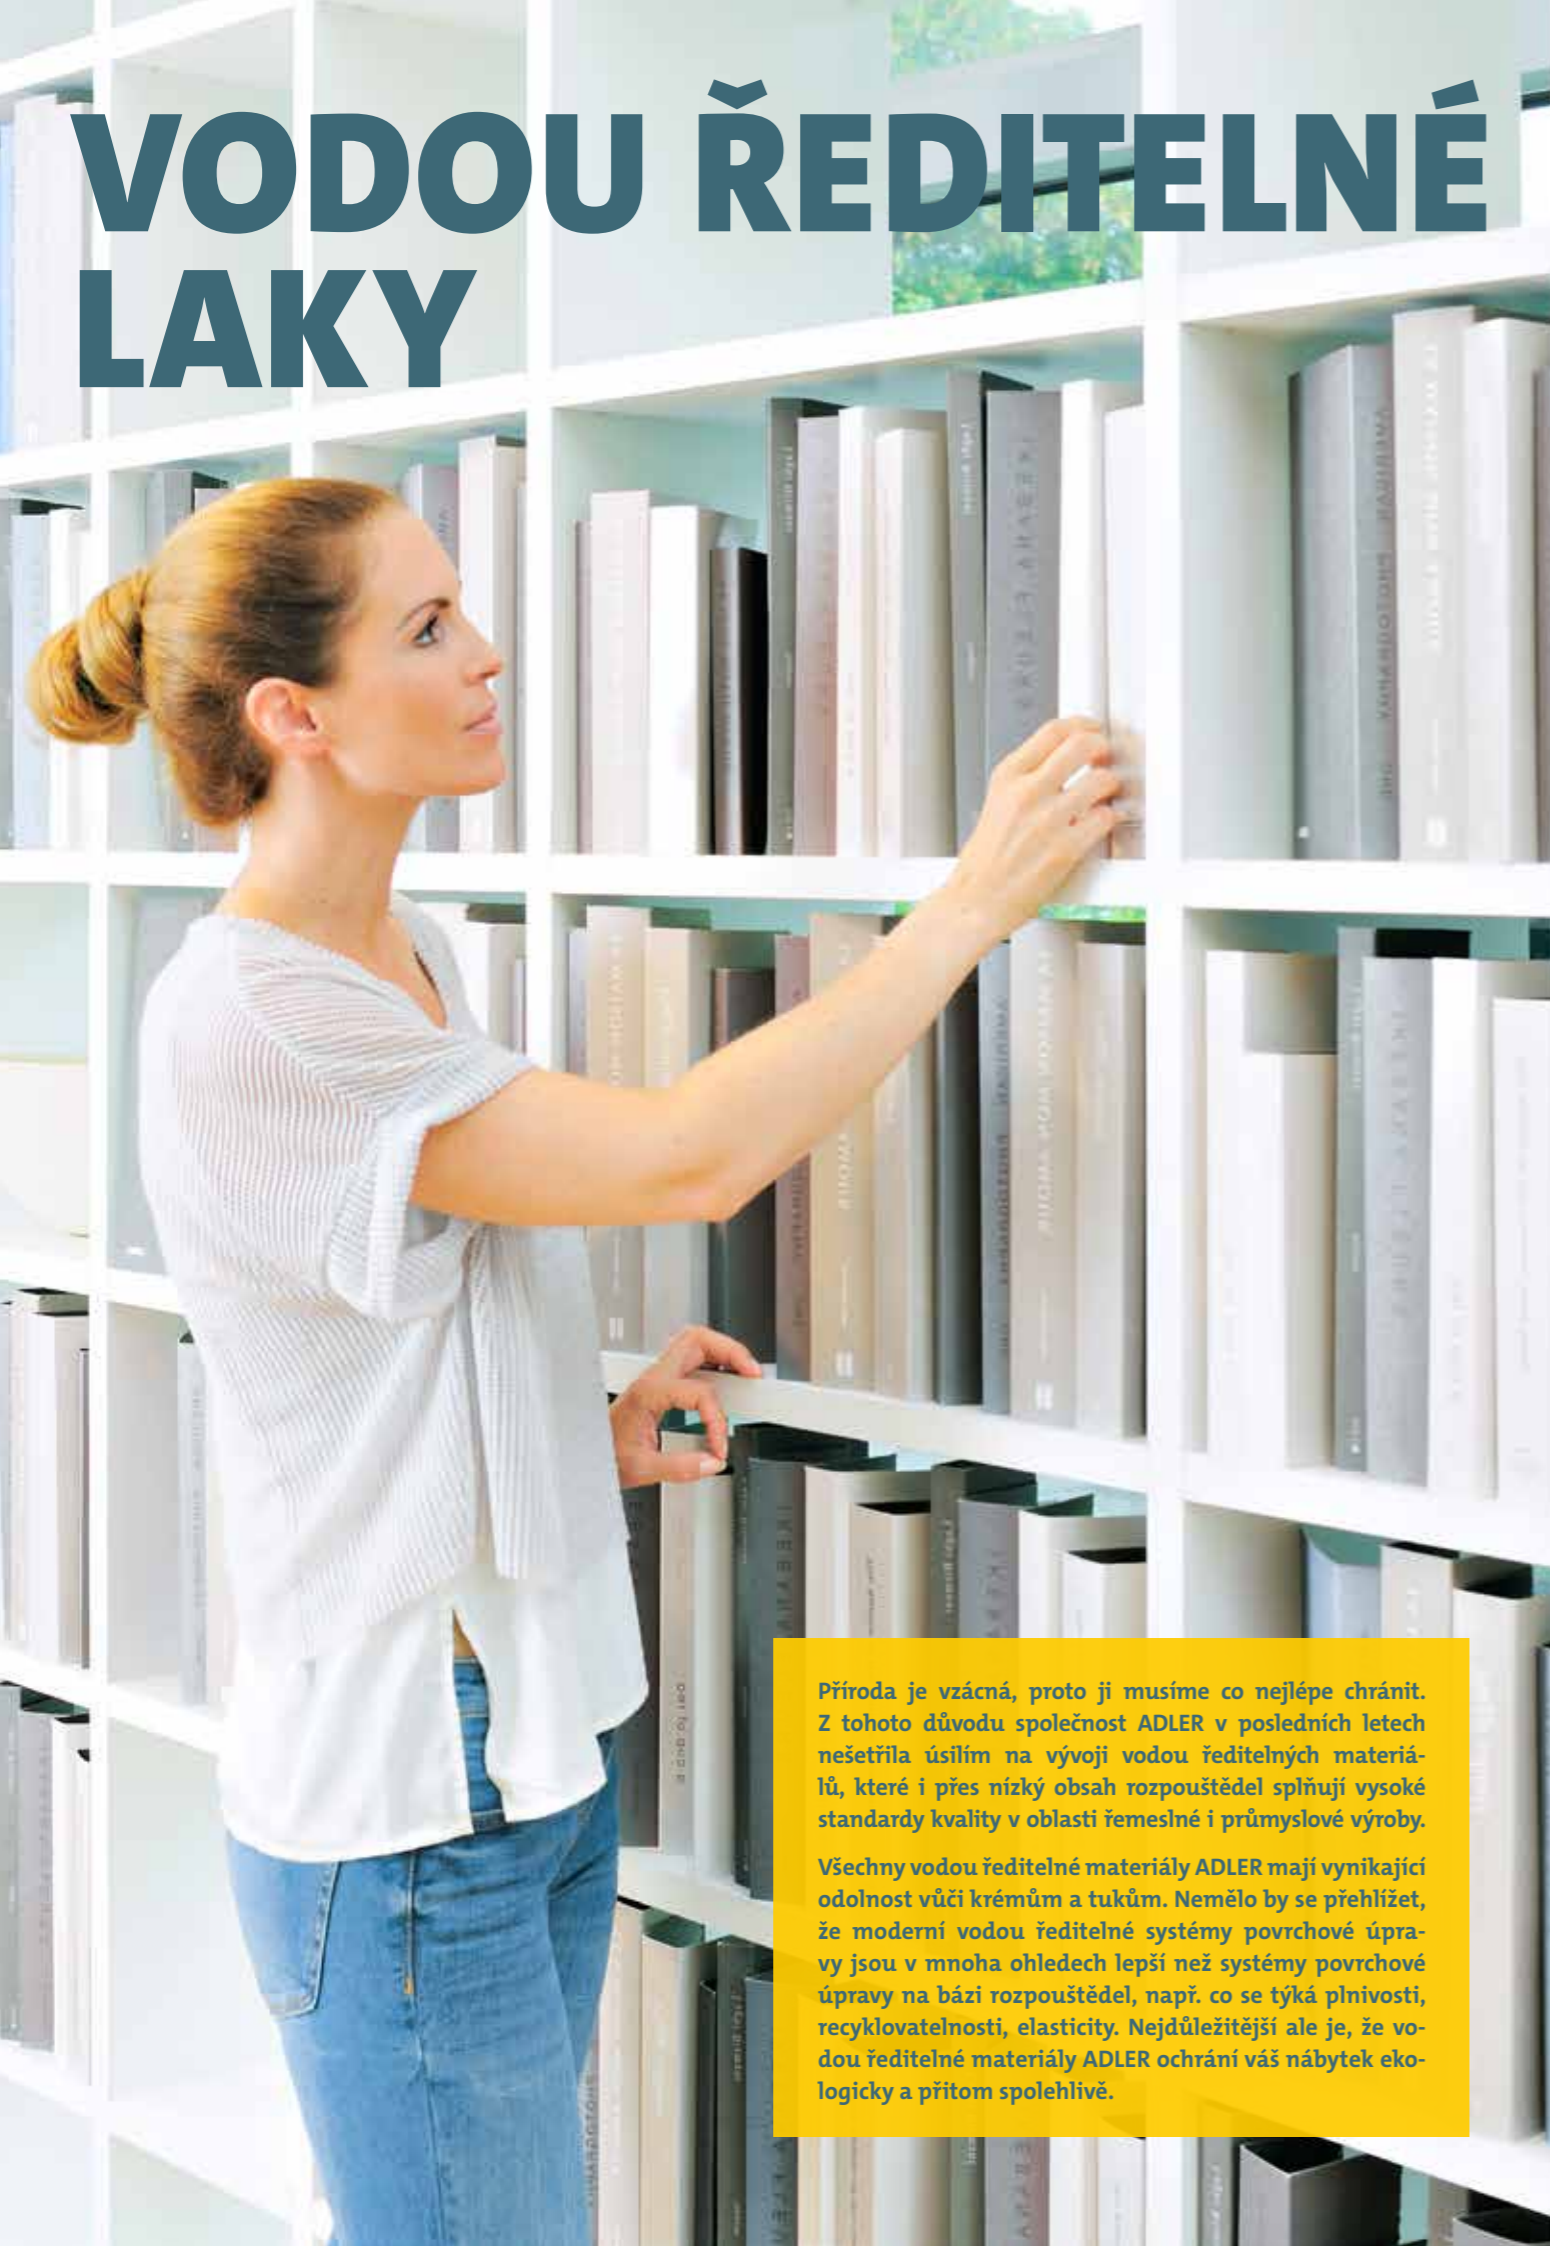 VODOU ŘEDITELNÉ
LAKY
Příroda je vzácná, proto ji musíme co nejlépe chránit.
Z tohoto důvodu společnost ADLER v posledních letech
nešetřila úsilím na vývoji vodou ředitelných materiá-
lů, které i přes nízký obsah rozpouštědel splňují vysoké
standardy kvality v oblasti řemeslné i průmyslové výroby.
Všechny vodou ředitelné materiály ADLER mají vynikající
odolnost vůči krémům a tukům. Nemělo by se přehlížet,
že moderní vodou ředitelné systémy povrchové úpra-
vy jsou v mnoha ohledech lepší než systémy povrchové
úpravy na bázi rozpouštědel, např. co se týká plnivosti,
recyklovatelnosti, elasticity. Nejdůležitější ale je, že vo-
dou ředitelné materiály ADLER ochrání váš nábytek eko-
logicky a přitom spolehlivě.